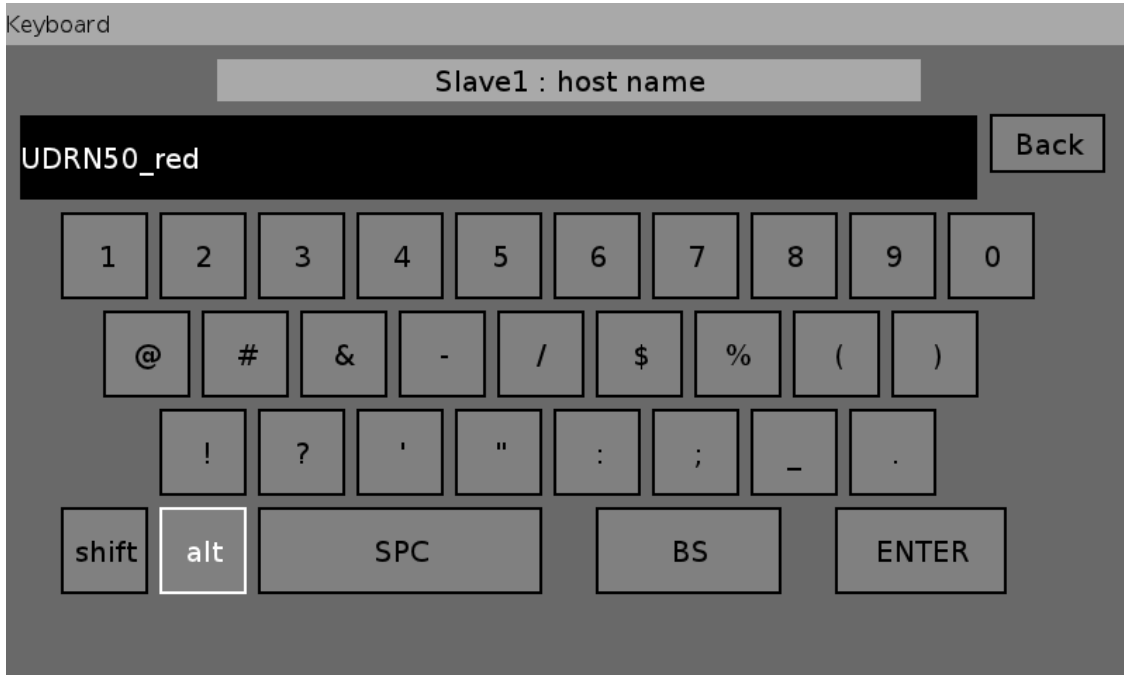 Keyboard
Slave1 : host name
UDRN50_red
Back
1 2 3 4 5 6 7 8 9 0
@ # & - / $ % ( )
! ? ' " : ; _ .
shift alt SPC BS ENTER